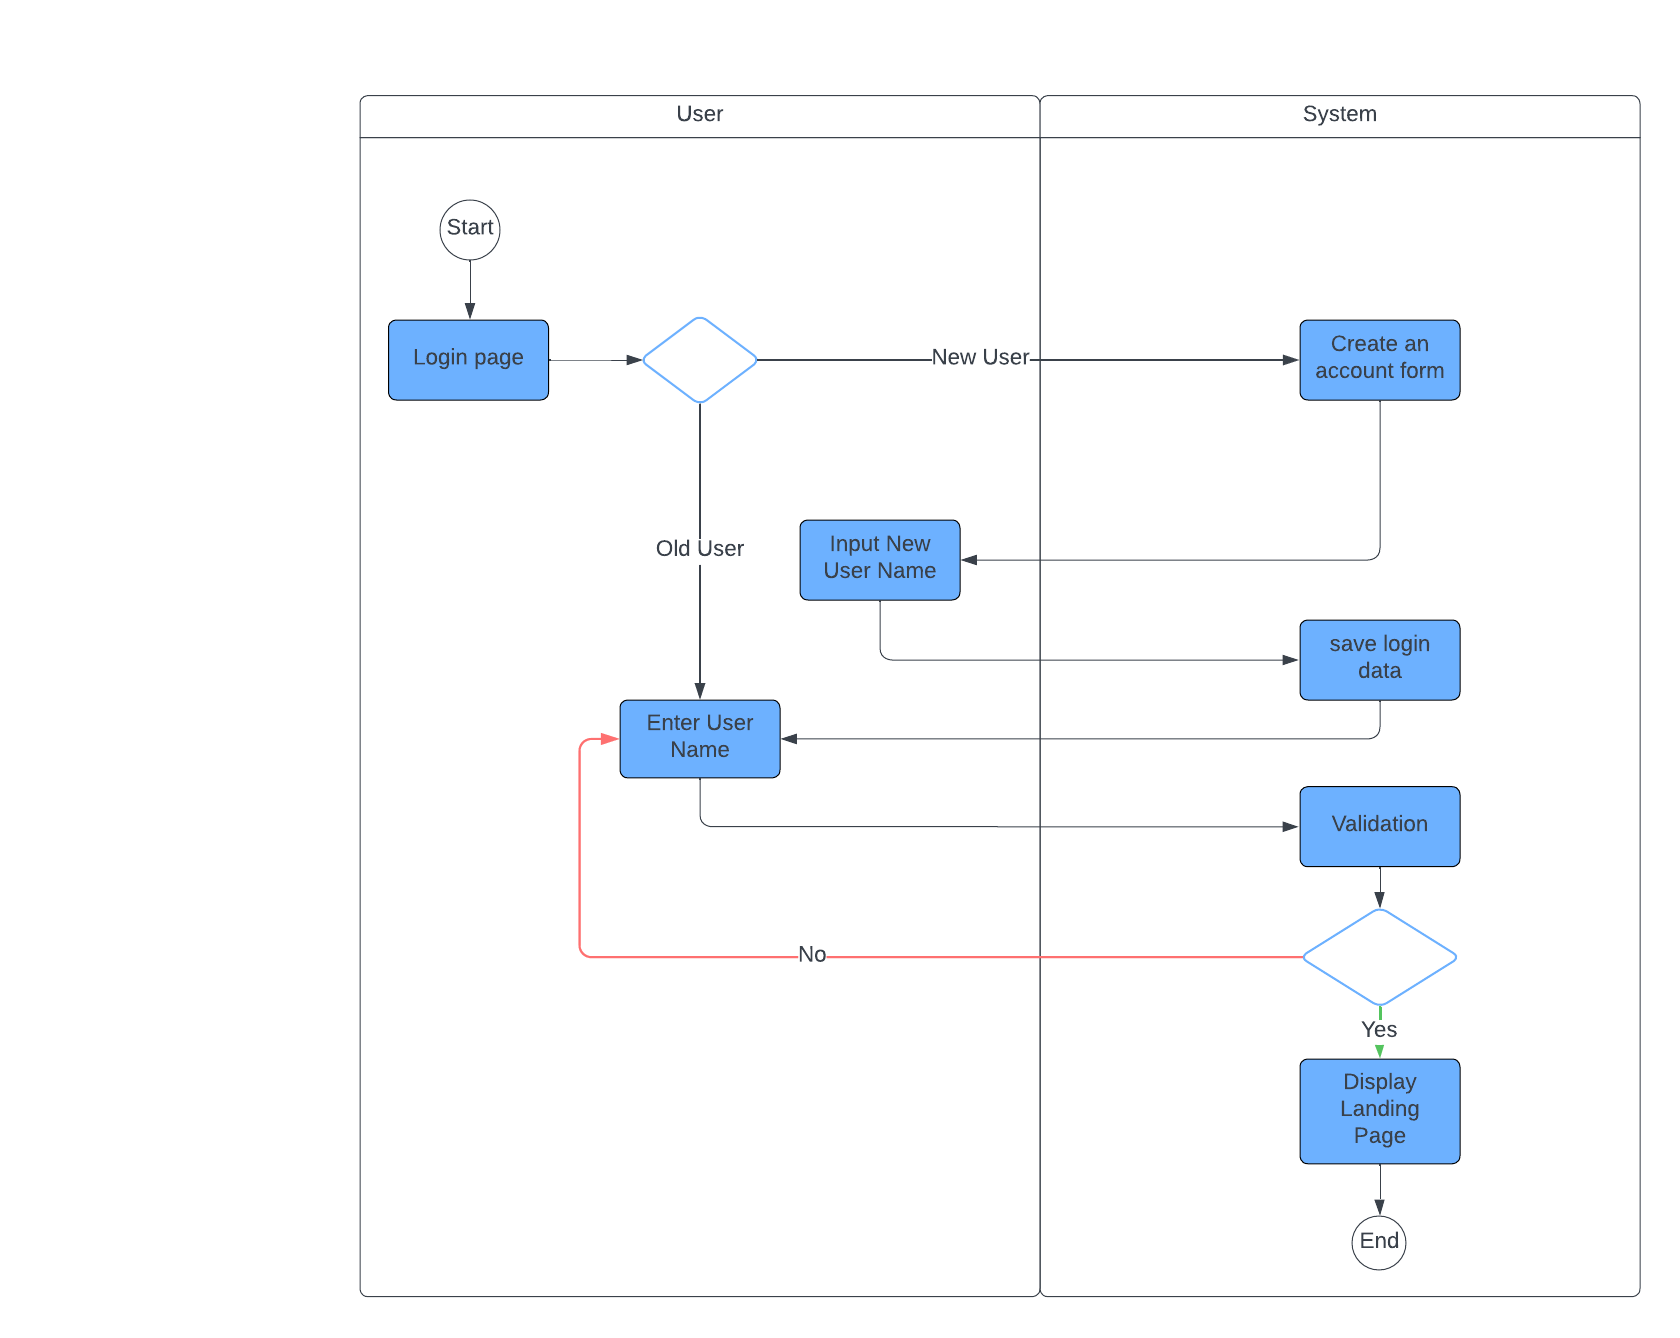 User
System
Start
Login page
New User
Create an
account form
Old User
Input New
User Name
save login
data
Enter User
Name
Validation
No
Yes
Display
Landing
Page
End